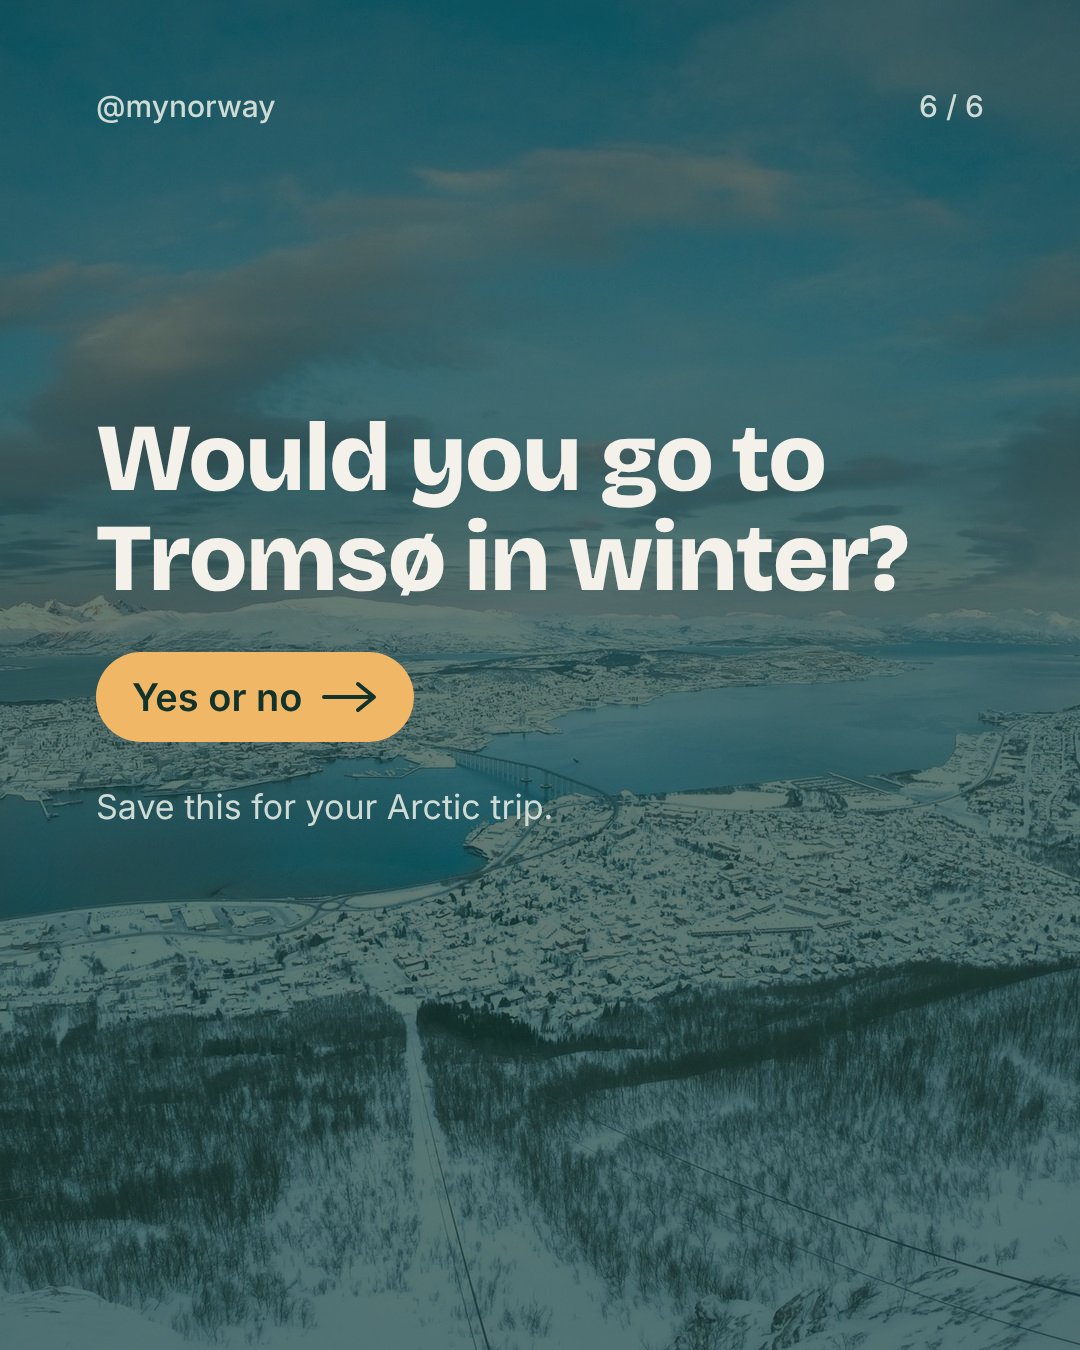 @mynorway
6 / 6
Would you go to
Tromsø in winter?
Yes or no →
Save this for your Arctic trip.